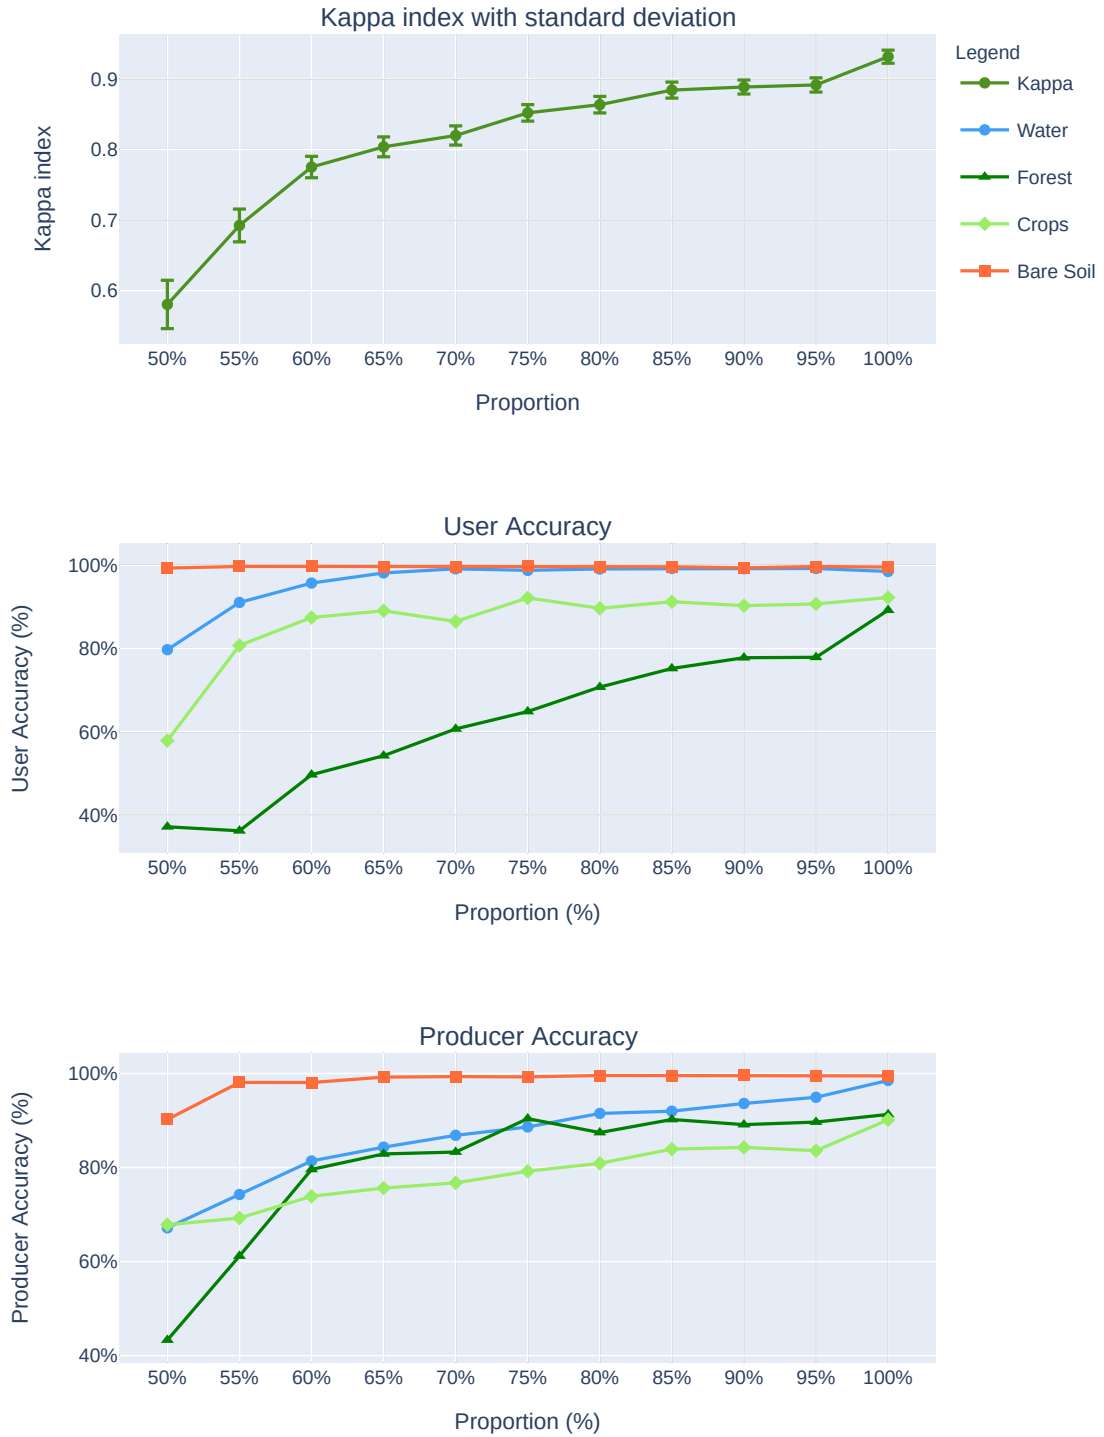 Kappa index with standard deviation
Legend
Kappa
Water
Forest
Crops
Bare Soil
Kappa index
0.9
0.8
0.7
0.6
50% 55% 60% 65% 70% 75% 80% 85% 90% 95% 100%
Proportion
User Accuracy
User Accuracy (%)
100%
80%
60%
40%
50% 55% 60% 65% 70% 75% 80% 85% 90% 95% 100%
Proportion (%)
Producer Accuracy
Producer Accuracy (%)
100%
80%
60%
40%
50% 55% 60% 65% 70% 75% 80% 85% 90% 95% 100%
Proportion (%)